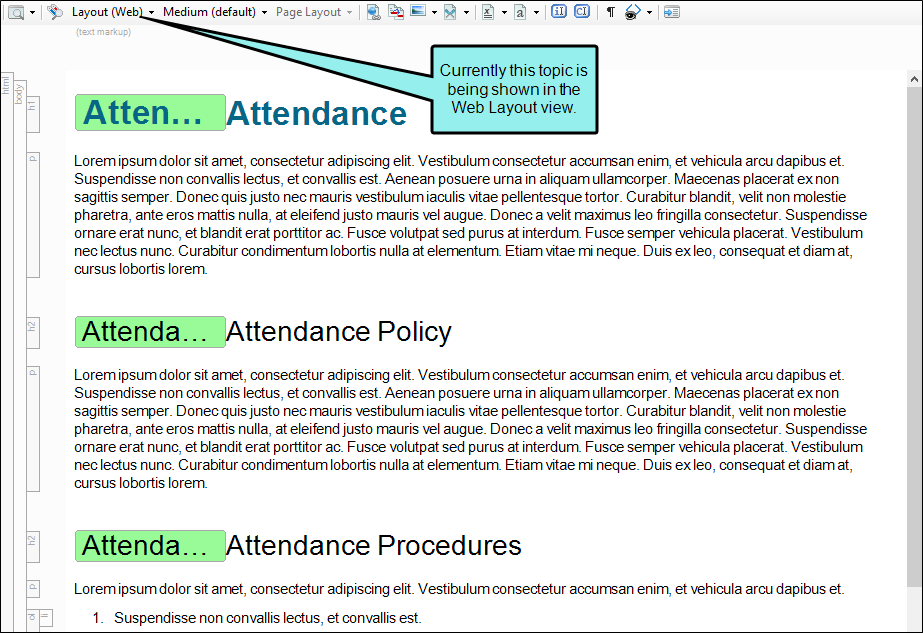 Layout (Web) Medium (default) Page Layout
(text markup)
Currently this topic is
being shown in the
Web Layout view.
html
body
h1
Atten... Attendance
p
Lorem ipsum dolor sit amet, consectetur adipiscing elit. Vestibulum consectetur accumsan enim, et vehicula arcu dapibus et.
Suspendisse non convallis lectus, et convallis est. Aenean posuere urna in aliquam ullamcorper. Maecenas placerat ex non
sagittis semper. Donec quis justo nec mauris vestibulum iaculis vitae pellentesque tortor. Curabitur blandit, velit non molestie
pharetra, ante eros mattis nulla, at eleifend justo mauris vel augue. Donec a velit maximus leo fringilla consectetur. Suspendisse
ornare erat nunc, et blandit erat porttitor ac. Fusce volutpat sed purus at interdum. Fusce semper vehicula placerat. Vestibulum
nec lectus nunc. Curabitur condimentum lobortis nulla at elementum. Etiam vitae mi neque. Duis ex leo, consequat et diam at,
cursus lobortis lorem.
h2
Attenda... Attendance Policy
p
Lorem ipsum dolor sit amet, consectetur adipiscing elit. Vestibulum consectetur accumsan enim, et vehicula arcu dapibus et.
Suspendisse non convallis lectus, et convallis est. Aenean posuere urna in aliquam ullamcorper. Maecenas placerat ex non
sagittis semper. Donec quis justo nec mauris vestibulum iaculis vitae pellentesque tortor. Curabitur blandit, velit non molestie
pharetra, ante eros mattis nulla, at eleifend justo mauris vel augue. Donec a velit maximus leo fringilla consectetur. Suspendisse
ornare erat nunc, et blandit erat porttitor ac. Fusce volutpat sed purus at interdum. Fusce semper vehicula placerat. Vestibulum
nec lectus nunc. Curabitur condimentum lobortis nulla at elementum. Etiam vitae mi neque. Duis ex leo, consequat et diam at,
cursus lobortis lorem.
h2
Attenda... Attendance Procedures
p
Lorem ipsum dolor sit amet, consectetur adipiscing elit. Vestibulum consectetur accumsan enim, et vehicula arcu dapibus et.
ol li
1. Suspendisse non convallis lectus, et convallis est.